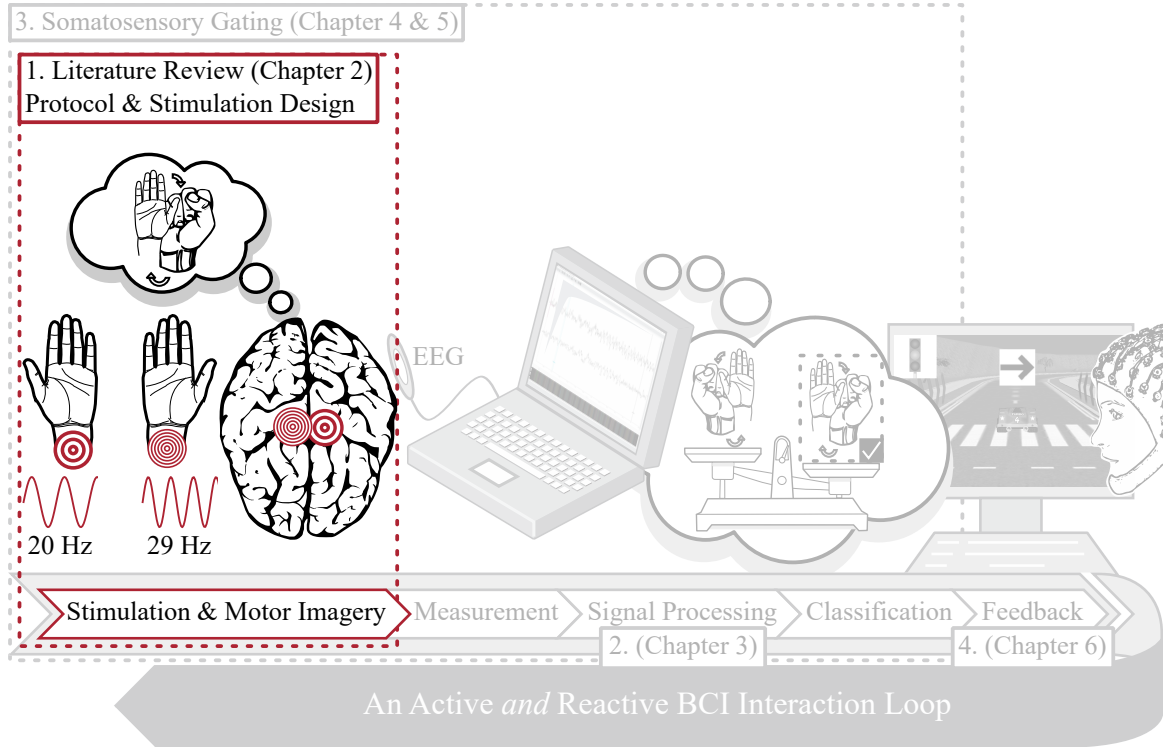 3. Somatosensory Gating (Chapter 4 & 5)
1. Literature Review (Chapter 2)
Protocol & Stimulation Design
EEG
20 Hz
29 Hz
Stimulation & Motor Imagery
Measurement
Signal Processing
Classification
Feedback
2. (Chapter 3)
4. (Chapter 6)
An Active and Reactive BCI Interaction Loop